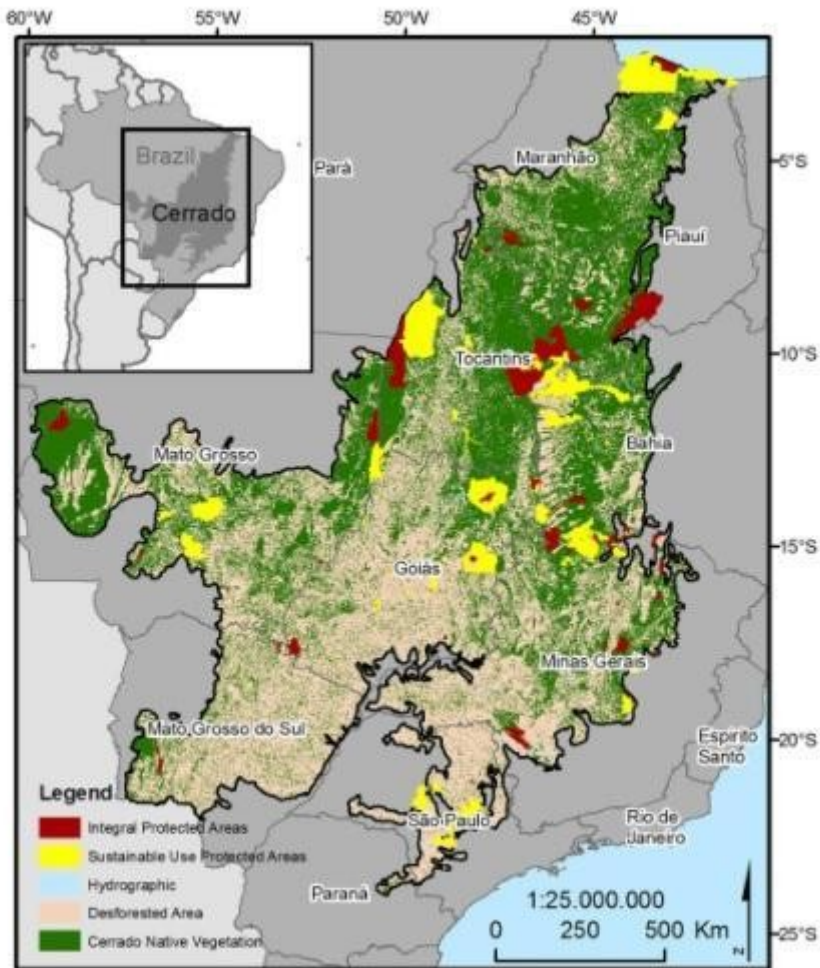 60°W 55°W 50°W 45°W
Brazil
Cerrado
Pará
Maranhão
5°S
Piauí
Tocantins
10°S
Mato Grosso
Bahia
Goiás
15°S
Minas Gerais
Mato Grosso do Sul
Espirito
Santo
20°S
Legend
Integral Protected Areas
Sustainable Use Protected Areas
Hydrographic
Desforested Area
Cerrado Native Vegetation
São Paulo
Rio de
Janeiro
Paraná
1:25.000.000
0 250 500 Km
N
25°S